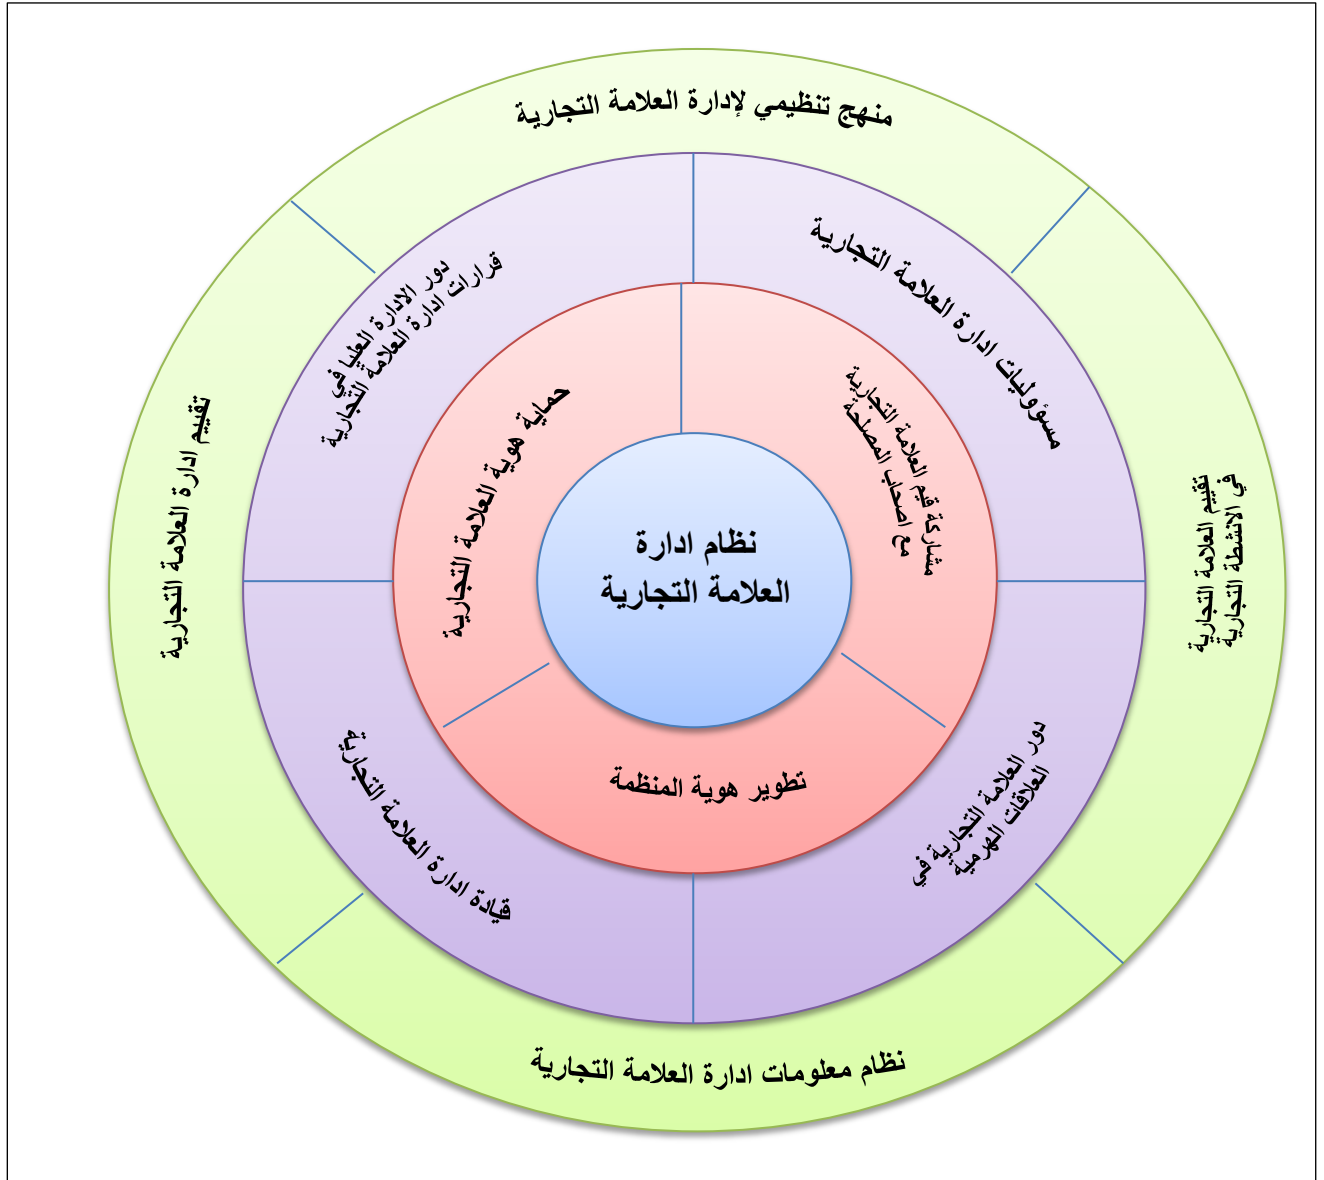 منهج تنظيمي لإدارة العلامة التجارية
مسؤوليات ادارة العلامة التجارية
دور الادارة العليا في
قرارات ادارة العلامة التجارية
مشاركة قيم العلامة التجارية
مع اصحاب المصلحة
حماية هوية العلامة التجارية
تقييم ادارة العلامة التجارية
تقييم العلامة التجارية
في الانشطة التجارية
نظام ادارة
العلامة التجارية
تطوير هوية المنظمة
دور العلامة التجارية في
العلاقات الهرمية
قيادة ادارة العلامة التجارية
نظام معلومات ادارة العلامة التجارية